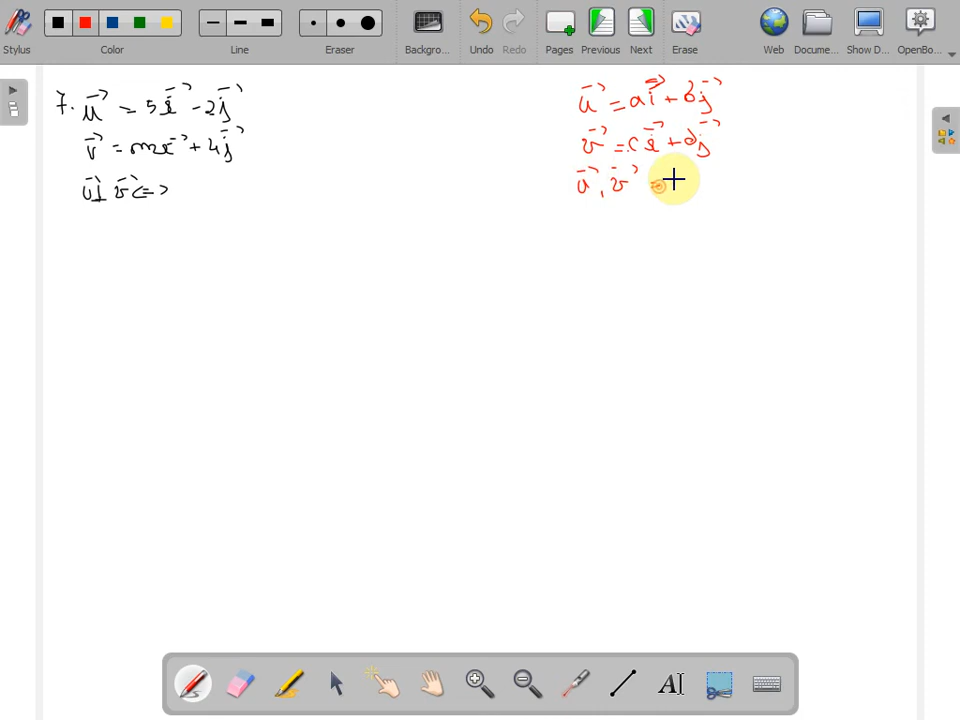 Color
Line
Eraser
Backgro...
Undo
Redo
Pages
Previous
Next
Erase
Web
Docume...
Show D...
OpenBo...
Stylus
7. u⃗ = 5i⃗ - 2j⃗
v⃗ = mi⃗ + 4j⃗
u⃗ ⊥ v⃗ <=>
u⃗ = ai⃗ + bj⃗
v⃗ = ci⃗ + dj⃗
u⃗ . v⃗ =